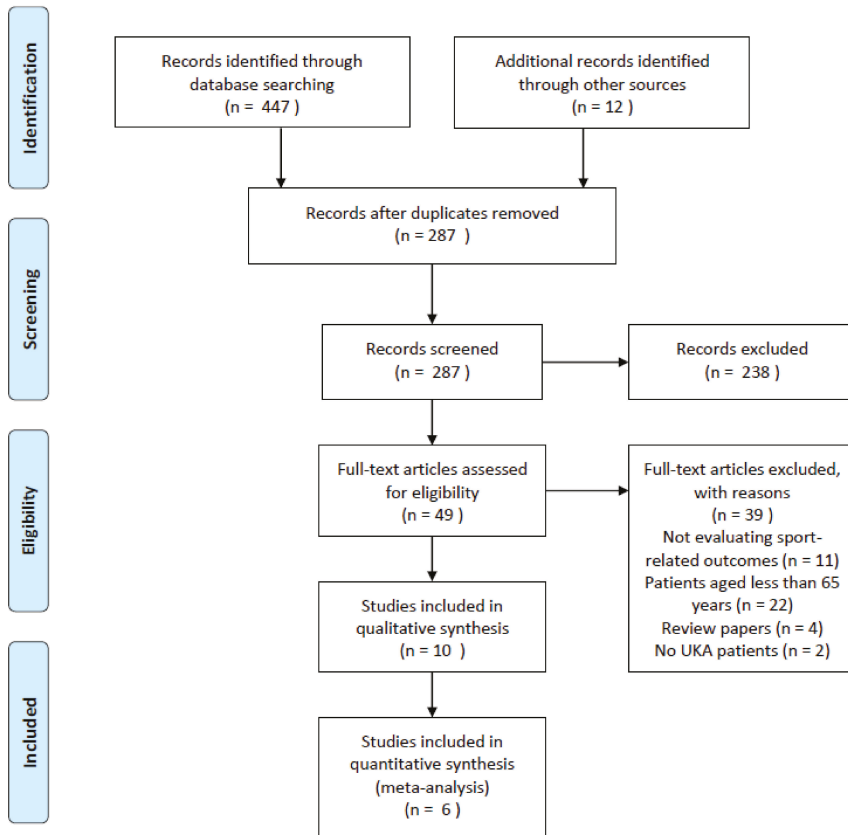 Identification
Records identified through
database searching
(n =  447 )
Additional records identified
through other sources
(n = 12 )
Records after duplicates removed
(n = 287  )
Screening
Records screened
(n =  287 )
Records excluded
(n =  238 )
Eligibility
Full-text articles assessed
for eligibility
(n = 49 )
Full-text articles excluded,
with reasons
(n = 39 )
Not evaluating sport-
related outcomes (n = 11)
Patients aged less than 65
years (n = 22)
Review papers (n = 4)
No UKA patients (n = 2)
Studies included in
qualitative synthesis
(n = 10  )
Included
Studies included in
quantitative synthesis
(meta-analysis)
(n =  6 )